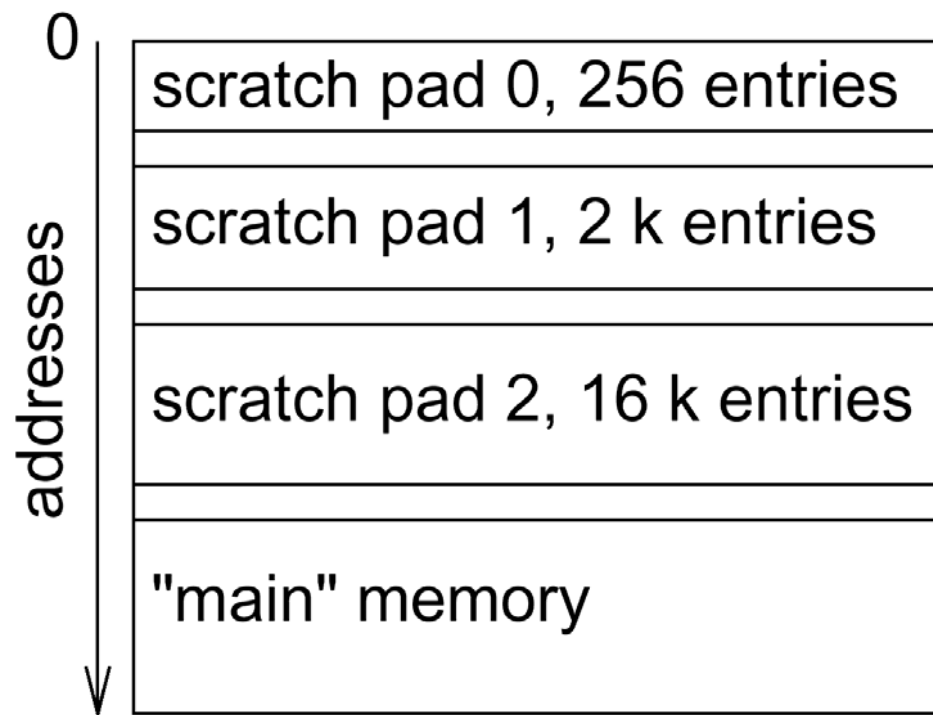 0
addresses
scratch pad 0, 256 entries
scratch pad 1, 2 k entries
scratch pad 2, 16 k entries
"main" memory